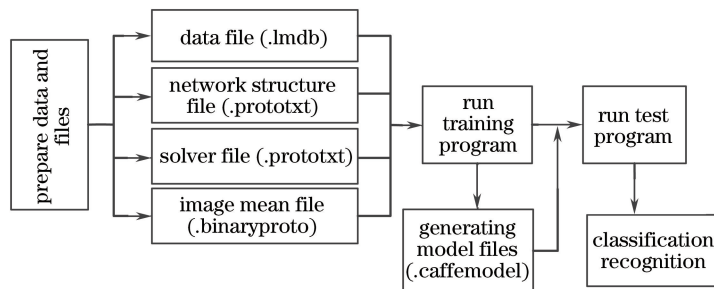 prepare data and
files
data file (.lmdb)
network structure
file (.prototxt)
solver file (.prototxt)
image mean file
(.binaryproto)
run
training
program
generating
model files
(.caffemodel)
run test
program
classification
recognition